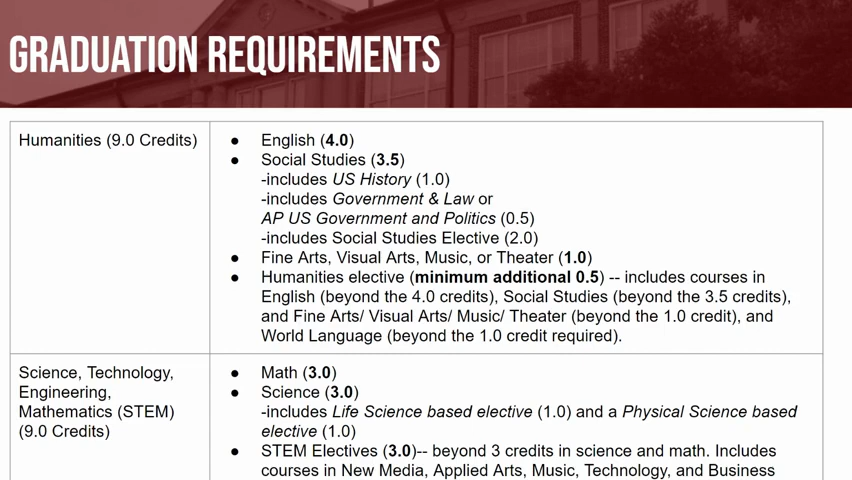 GRADUATION REQUIREMENTS
Humanities (9.0 Credits)
● English (4.0)
● Social Studies (3.5)
-includes US History (1.0)
-includes Government & Law or
AP US Government and Politics (0.5)
-includes Social Studies Elective (2.0)
● Fine Arts, Visual Arts, Music, or Theater (1.0)
● Humanities elective (minimum additional 0.5) -- includes courses in
English (beyond the 4.0 credits), Social Studies (beyond the 3.5 credits),
and Fine Arts/ Visual Arts/ Music/ Theater (beyond the 1.0 credit), and
World Language (beyond the 1.0 credit required).
Science, Technology,
Engineering,
Mathematics (STEM)
(9.0 Credits)
● Math (3.0)
● Science (3.0)
-includes Life Science based elective (1.0) and a Physical Science based
elective (1.0)
● STEM Electives (3.0)-- beyond 3 credits in science and math. Includes
courses in New Media, Applied Arts, Music, Technology, and Business